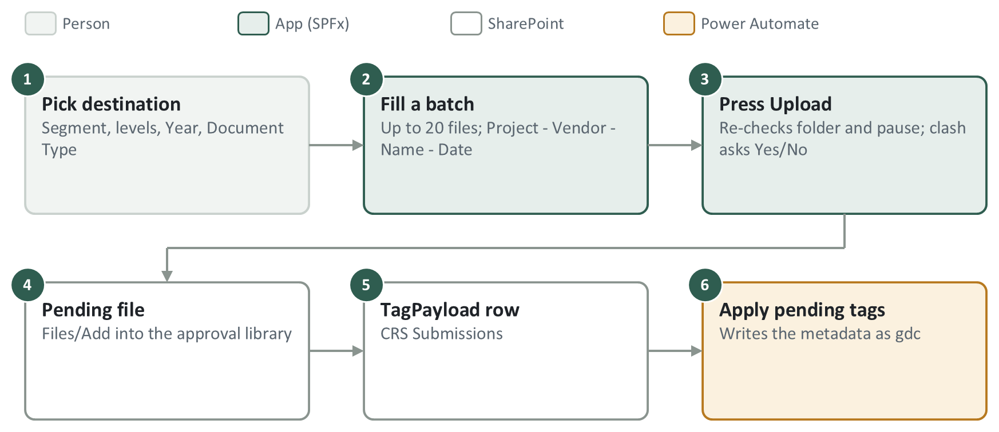 Person
App (SPFx)
SharePoint
Power Automate
1
Pick destination
Segment, levels, Year, Document
Type
2
Fill a batch
Up to 20 files; Project - Vendor -
Name - Date
3
Press Upload
Re-checks folder and pause; clash
asks Yes/No
4
Pending file
Files/Add into the approval library
5
TagPayload row
CRS Submissions
6
Apply pending tags
Writes the metadata as gdc